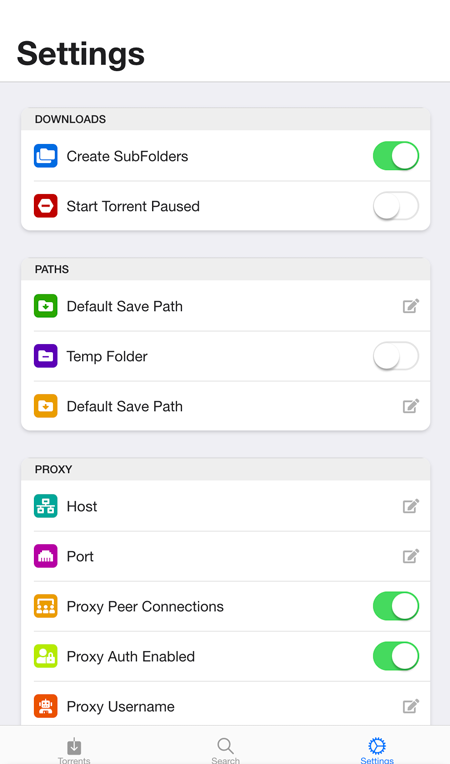 Settings
DOWNLOADS
Create SubFolders
Start Torrent Paused
PATHS
Default Save Path
Temp Folder
Default Save Path
PROXY
Host
Port
Proxy Peer Connections
Proxy Auth Enabled
Proxy Username
Torrents
Search
Settings